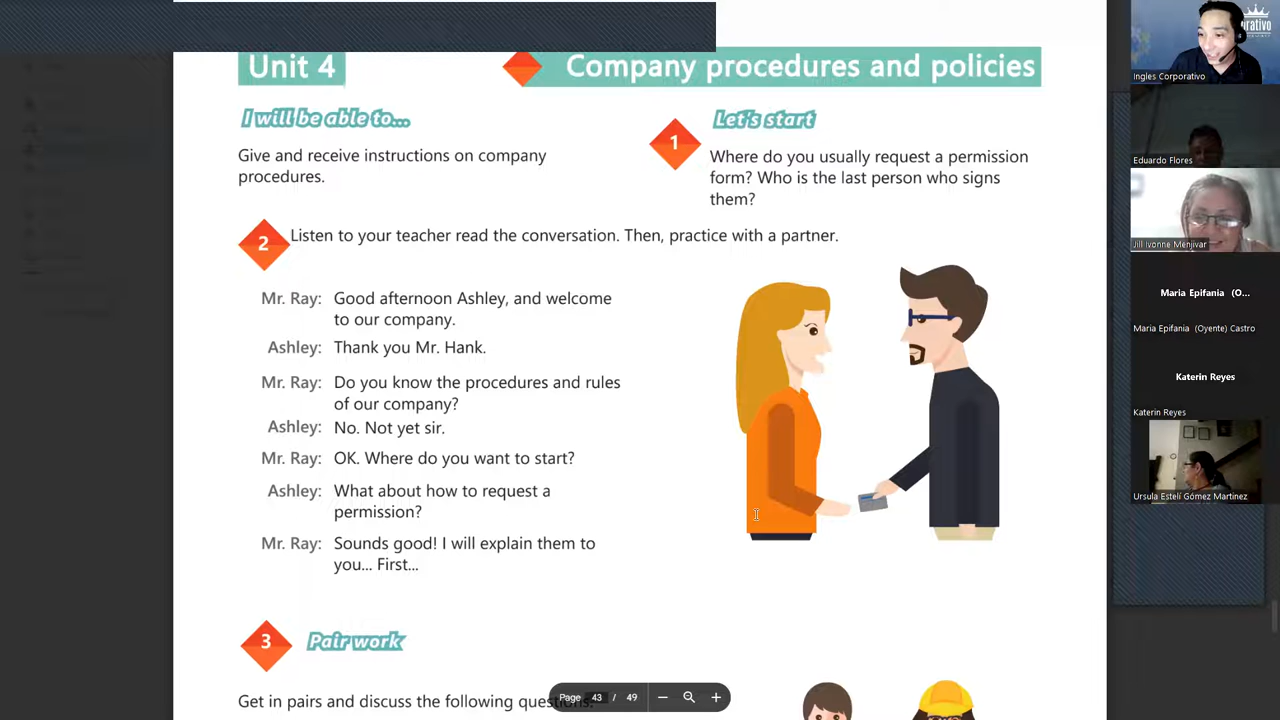 Unit 4
Company procedures and policies
I will be able to...
Give and receive instructions on company
procedures.
1
Let's start
Where do you usually request a permission
form? Who is the last person who signs
them?
2
Listen to your teacher read the conversation. Then, practice with a partner.
Mr. Ray: Good afternoon Ashley, and welcome
to our company.
Ashley: Thank you Mr. Hank.
Mr. Ray: Do you know the procedures and rules
of our company?
Ashley: No. Not yet sir.
Mr. Ray: OK. Where do you want to start?
Ashley: What about how to request a
permission?
Mr. Ray: Sounds good! I will explain them to
you... First...
3
Pair work
Get in pairs and discuss the following
Page 43 / 49
Ingles Corporativo
Eduardo Flores
Jill Ivonne Menjivar
Maria Epifania (O...
Maria Epifania (Oyente) Castro
Katerin Reyes
Katerin Reyes
Ursula Estelí Gómez Martinez